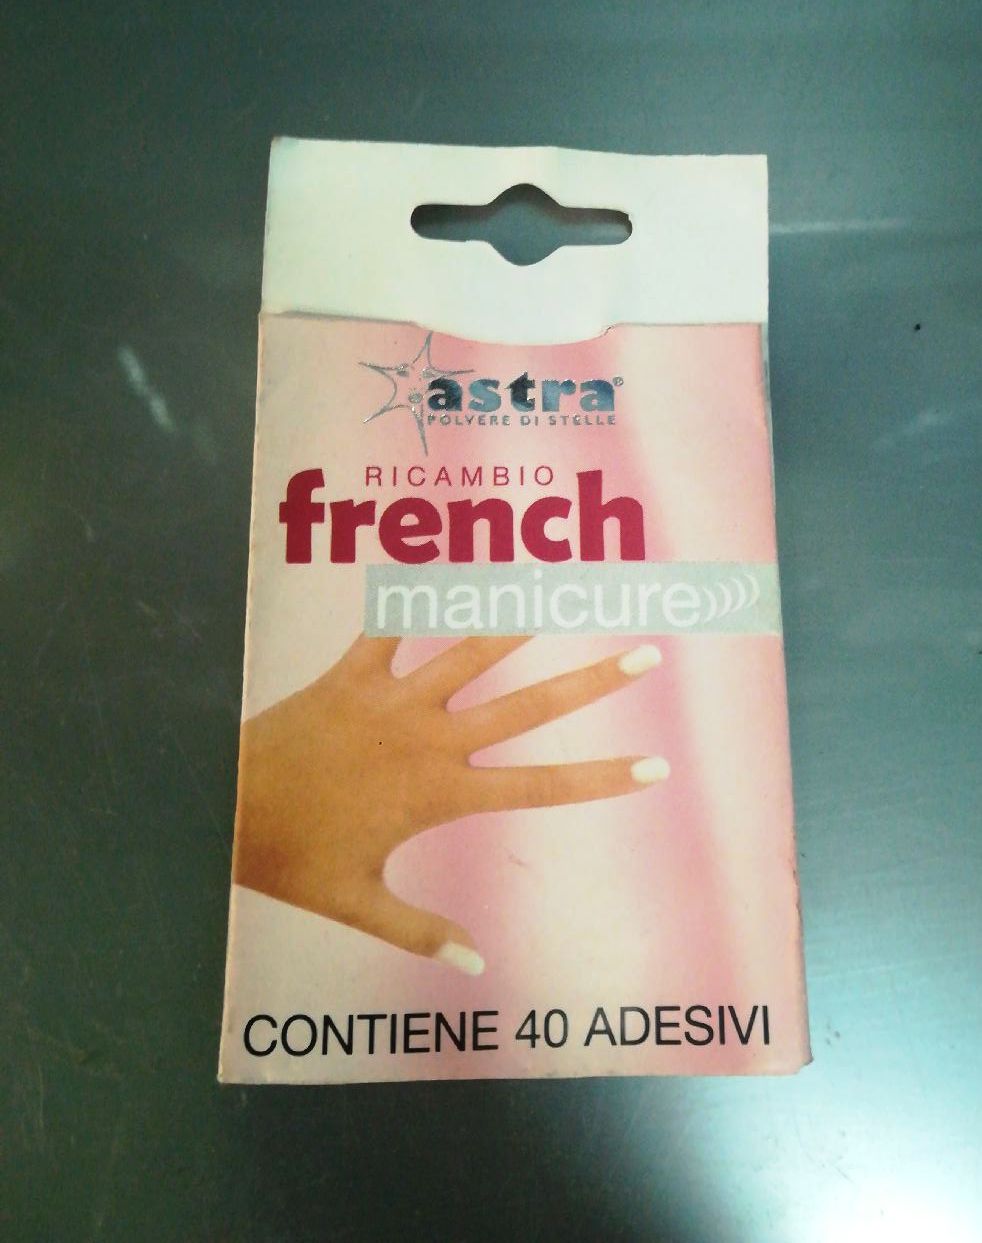 astra®
POLVERE DI STELLE
RICAMBIO
french
manicure
CONTIENE 40 ADESIVI